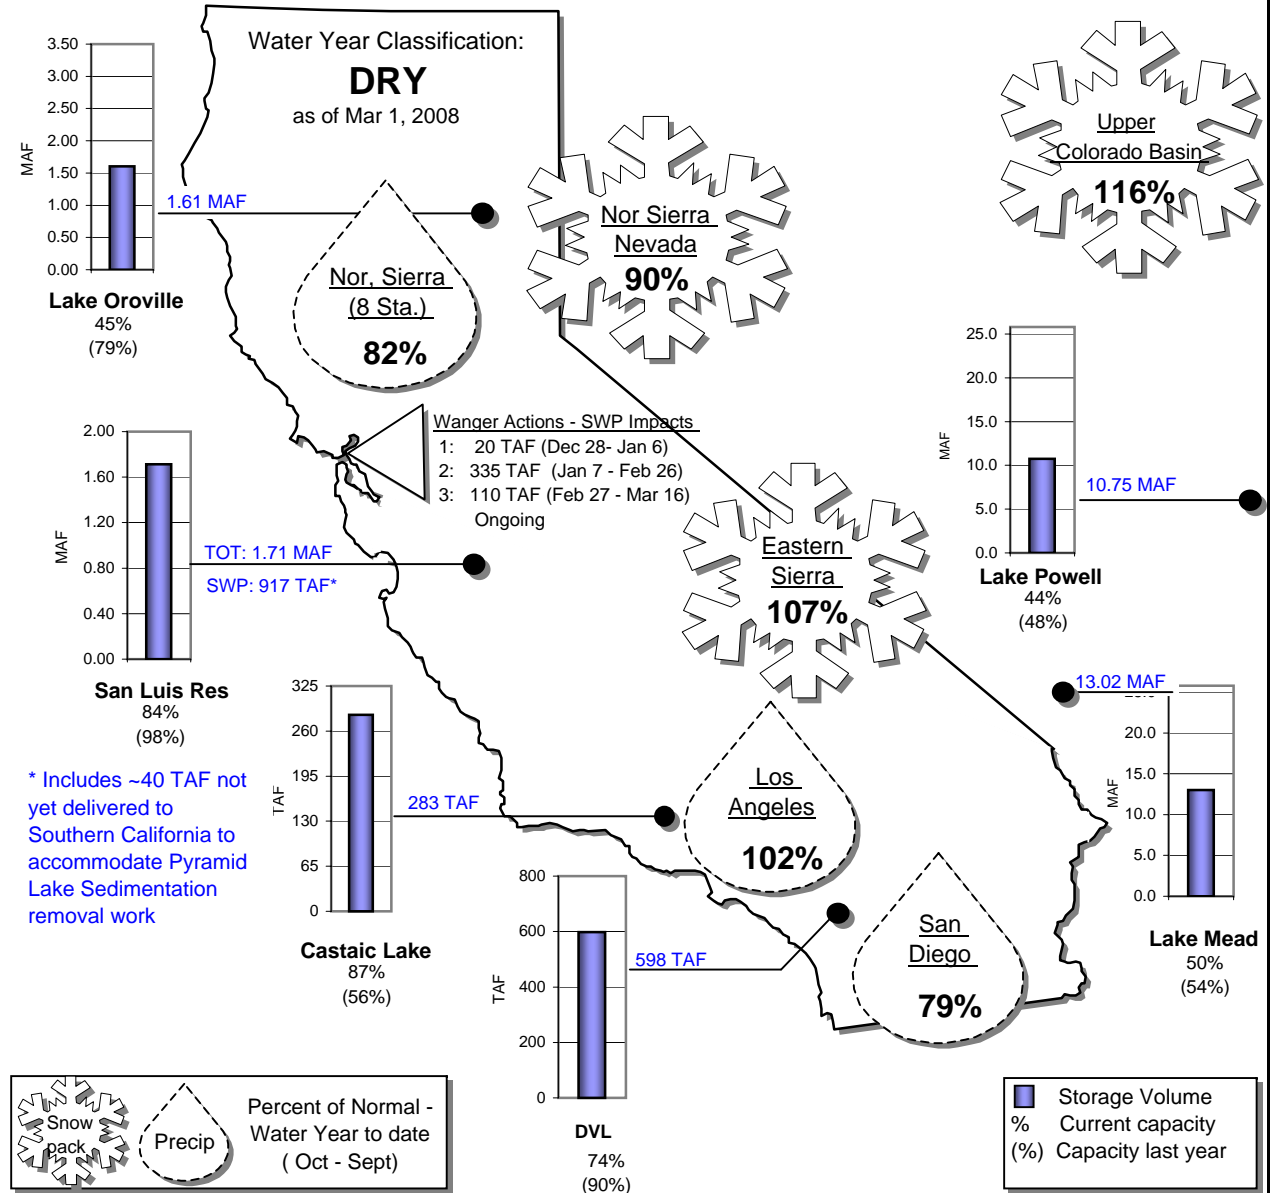 Water Year Classification:
DRY
as of Mar 1, 2008
3.50
3.00
2.50
2.00
1.50
1.00
0.50
0.00
MAF
1.61 MAF
Lake Oroville
45%
(79%)
Nor, Sierra
(8 Sta.)
82%
Nor Sierra
Nevada
90%
Upper
Colorado Basin
116%
Wanger Actions - SWP Impacts
1: 20 TAF (Dec 28- Jan 6)
2: 335 TAF (Jan 7 - Feb 26)
3: 110 TAF (Feb 27 - Mar 16)
Ongoing
2.00
1.60
1.20
0.80
0.40
0.00
MAF
TOT: 1.71 MAF
SWP: 917 TAF*
San Luis Res
84%
(98%)
Eastern
Sierra
107%
25.0
20.0
15.0
10.0
5.0
0.0
MAF
10.75 MAF
Lake Powell
44%
(48%)
* Includes ~40 TAF not
yet delivered to
Southern California to
accommodate Pyramid
Lake Sedimentation
removal work
325
260
195
130
65
0
TAF
283 TAF
Castaic Lake
87%
(56%)
Los
Angeles
102%
13.02 MAF
20.0
15.0
10.0
5.0
0.0
MAF
Lake Mead
50%
(54%)
800
600
400
200
0
TAF
598 TAF
DVL
74%
(90%)
San
Diego
79%
Snow
pack
Precip
Percent of Normal -
Water Year to date
( Oct - Sept)
Storage Volume
% Current capacity
(%) Capacity last year